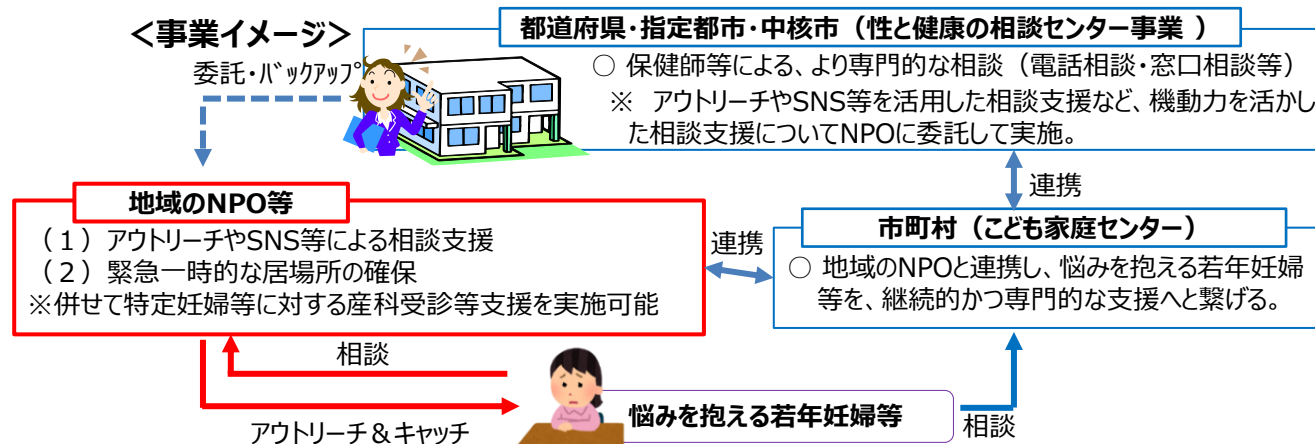 ＜事業イメージ＞
委託・バックアップ
都道府県・指定都市・中核市（性と健康の相談センター事業 ）
○ 保健師等による、より専門的な相談（電話相談・窓口相談等）
※ アウトリーチやSNS等を活用した相談支援など、機動力を活かし
た相談支援についてNPOに委託して実施。
連携
地域のNPO等
（１）アウトリーチやSNS等による相談支援
（２）緊急一時的な居場所の確保
※併せて特定妊婦等に対する産科受診等支援を実施可能
連携
市町村（こども家庭センター）
○ 地域のNPOと連携し、悩みを抱える若年妊婦
等を、継続的かつ専門的な支援へと繋げる。
相談
悩みを抱える若年妊婦等
相談
アウトリーチ＆キャッチ